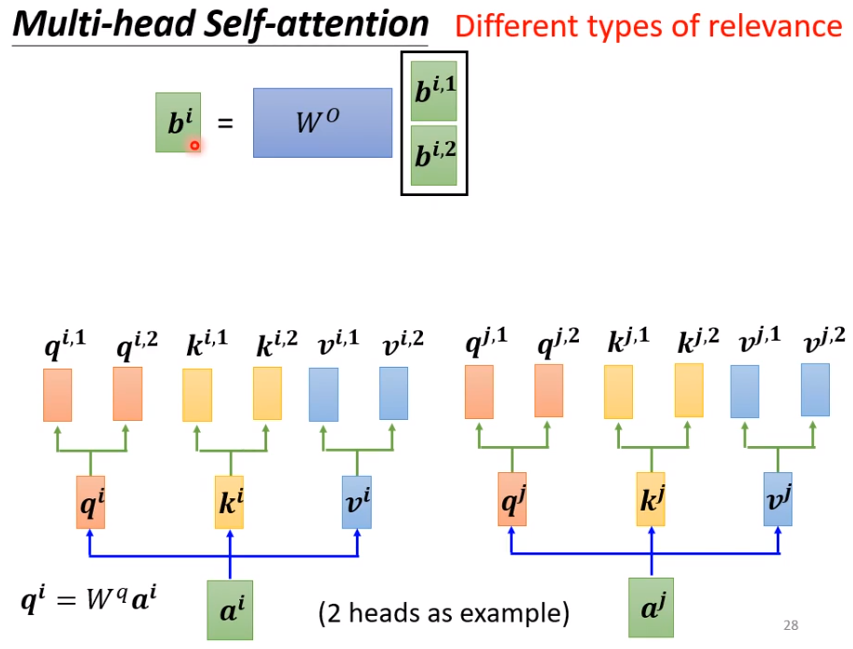 Multi-head Self-attention Different types of relevance
b^{i,1}
b^i = W^O
b^{i,2}
q^{i,1} q^{i,2} k^{i,1} k^{i,2} v^{i,1} v^{i,2} q^{j,1} q^{j,2} k^{j,1} k^{j,2} v^{j,1} v^{j,2}
q^i k^i v^i q^j k^j v^j
q^i = W^q a^i a^i (2 heads as example) a^j
28